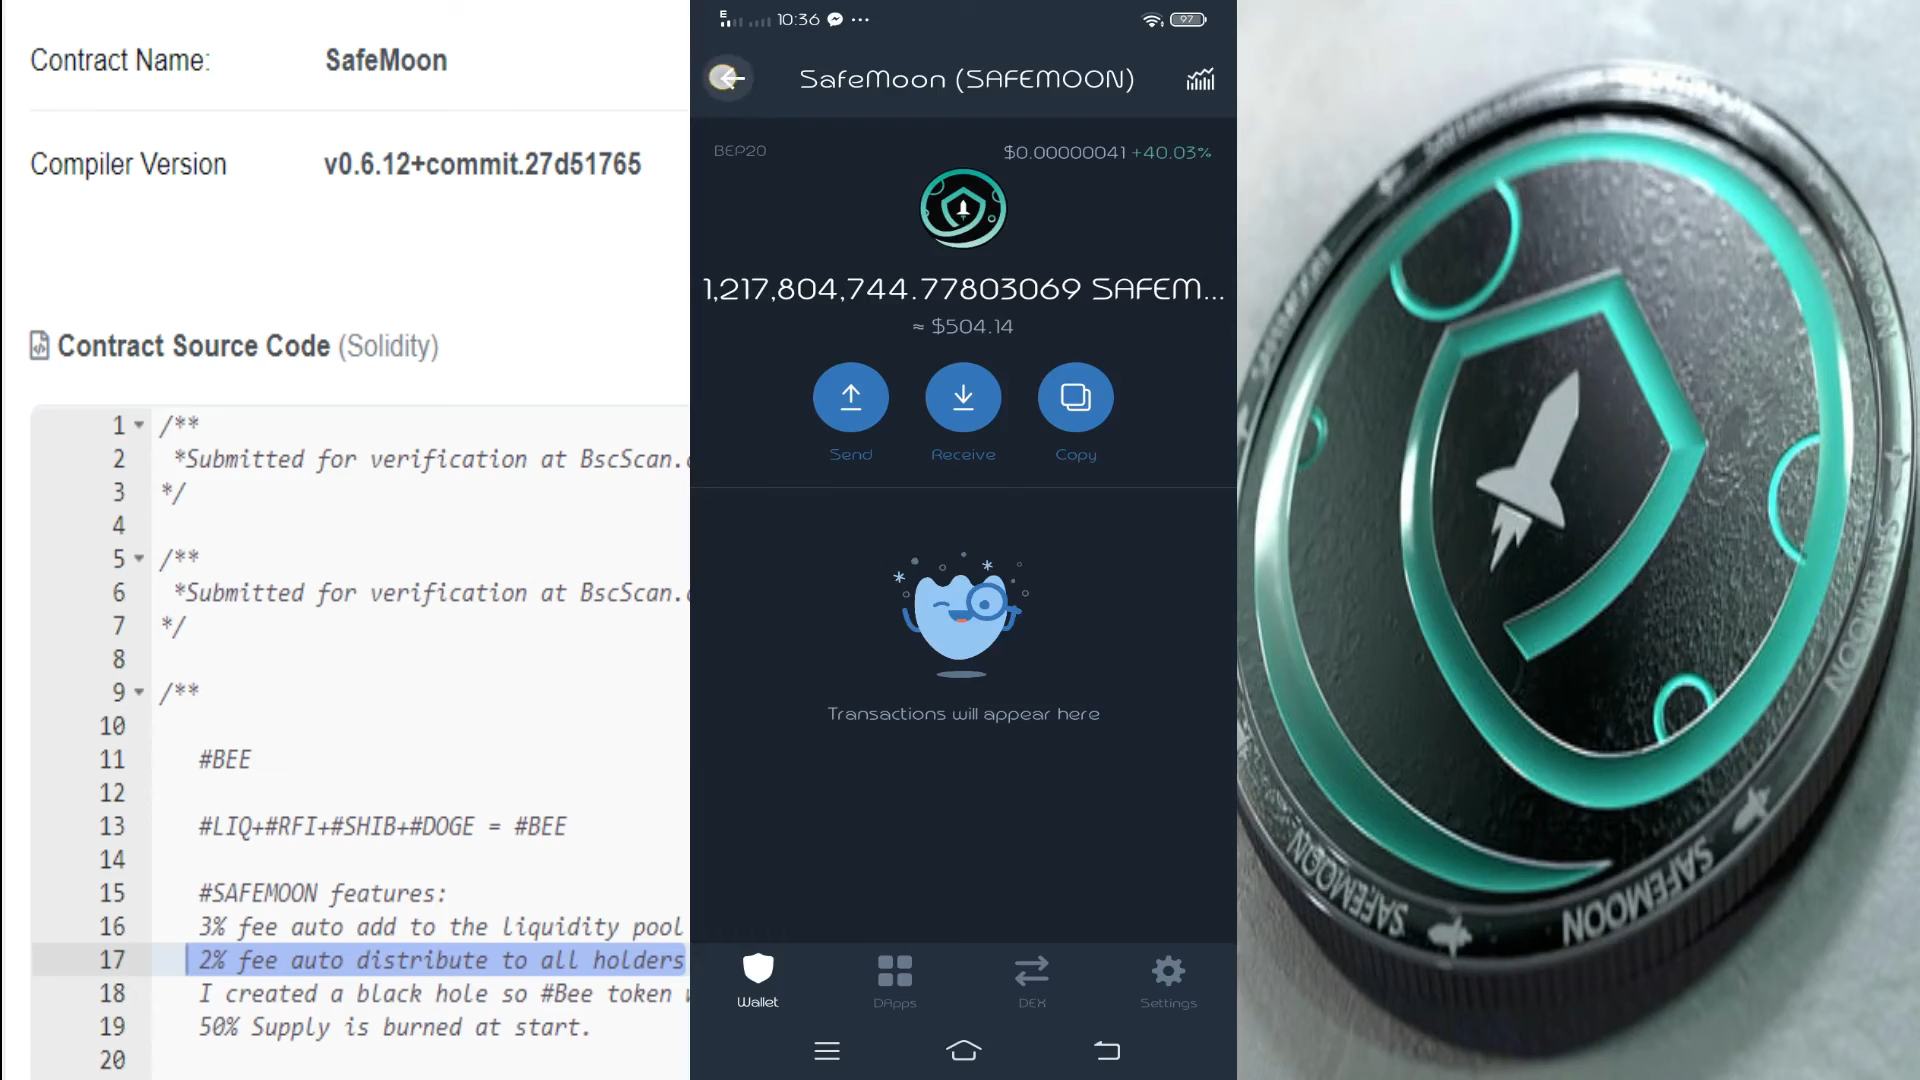 Contract Name: SafeMoon
Compiler Version v0.6.12+commit.27d51765
Contract Source Code (Solidity)
1 /**
2 *Submitted for verification at BscScan.
3 */
4
5 /**
6 *Submitted for verification at BscScan.
7 */
8
9 /**
10
11 #BEE
12
13 #LIQ+#RFI+#SHIB+#DOGE = #BEE
14
15 #SAFEMOON features:
16 3% fee auto add to the liquidity pool
17 2% fee auto distribute to all holders
18 I created a black hole so #Bee token
19 50% Supply is burned at start.
20
E 10:36 ... 97
SafeMoon (SAFEMOON)
BEP20 $0.00000041 +40.03%
1,217,804,744.77803069 SAFEM...
≈ $504.14
Send Receive Copy
Transactions will appear here
Wallet DApps DEX Settings
SAFEMOON
SAFEMOON
SAFEMOON
SAFEMOON